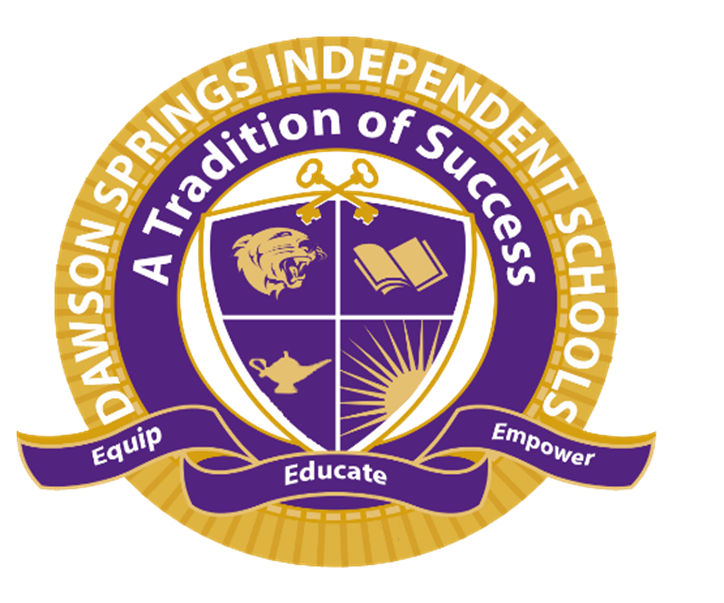 DAWSON SPRINGS INDEPENDENT SCHOOLS
A Tradition of Success
Equip
Educate
Empower